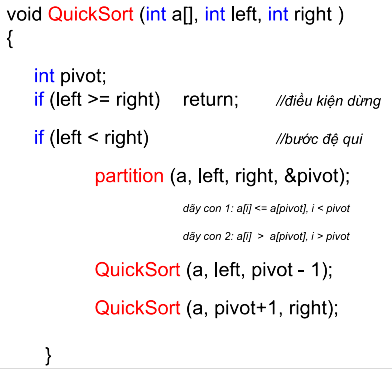 void QuickSort (int a[], int left, int right )
{
int pivot;
if (left >= right) return; //điều kiện dừng
if (left < right) //bước đệ qui
partition (a, left, right, &pivot);
dãy con 1: a[i] <= a[pivot], i < pivot
dãy con 2: a[i] > a[pivot], i > pivot
QuickSort (a, left, pivot - 1);
QuickSort (a, pivot+1, right);
}